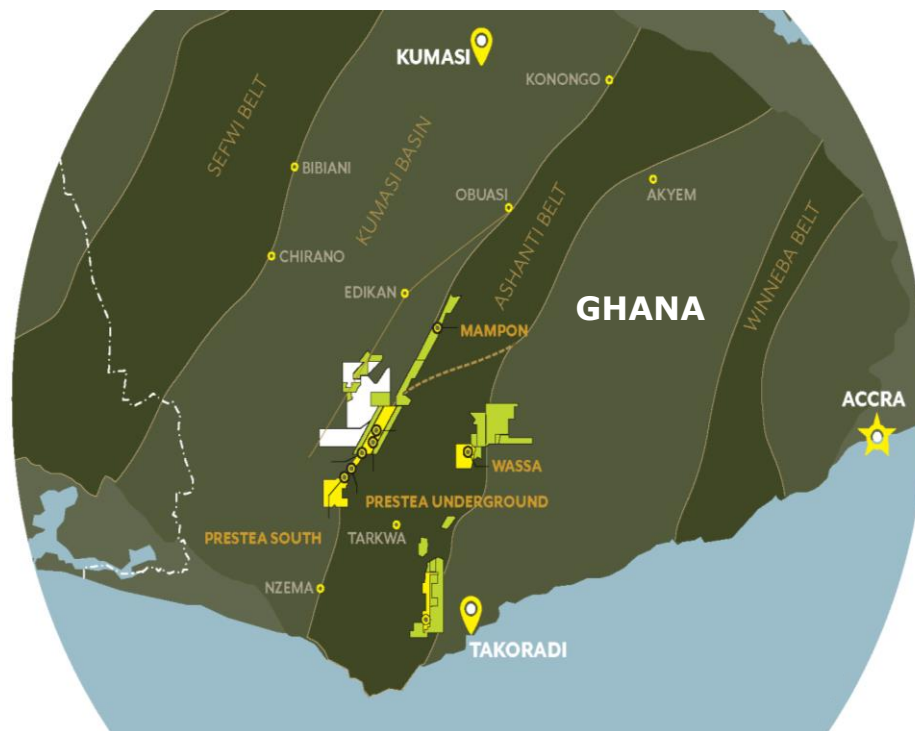 KUMASI
KONONGO
SEFWI BELT
BIBIANI
KUMASI BASIN
OBUASI
AKYEM
ASHANTI BELT
CHIRANO
EDIKAN
GHANA
WINNEBA BELT
MAMPON
ACCRA
WASSA
PRESTEA UNDERGROUND
PRESTEA SOUTH
TARKWA
NZEMA
TAKORADI